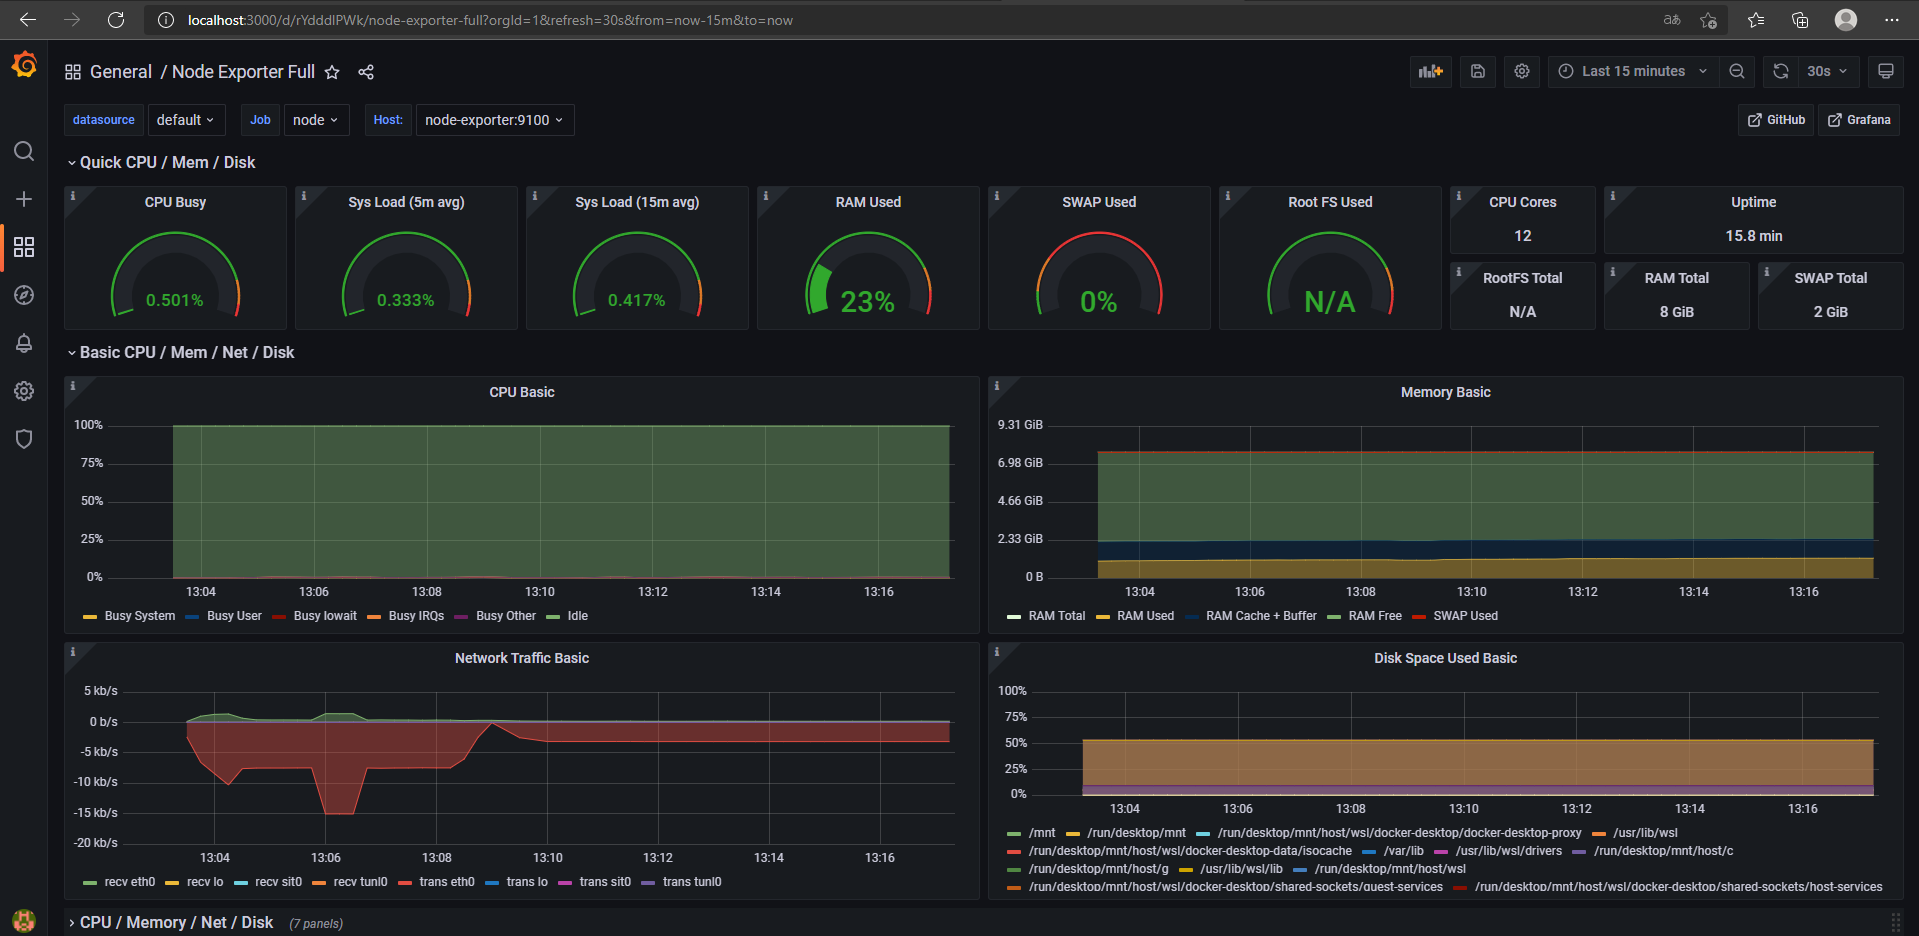 localhost:3000/d/rYdddlPWk/node-exporter-full?orgId=1&refresh=30s&from=now-15m&to=now
General / Node Exporter Full
Last 15 minutes
30s
datasource default Job node Host: node-exporter:9100
GitHub Grafana
Quick CPU / Mem / Disk
CPU Busy
0.501%
Sys Load (5m avg)
0.333%
Sys Load (15m avg)
0.417%
RAM Used
23%
SWAP Used
0%
Root FS Used
N/A
CPU Cores
12
Uptime
15.8 min
RootFS Total
N/A
RAM Total
8 GiB
SWAP Total
2 GiB
Basic CPU / Mem / Net / Disk
CPU Basic
100%
75%
50%
25%
0%
13:04 13:06 13:08 13:10 13:12 13:14 13:16
Busy System Busy User Busy Iowait Busy IRQs Busy Other Idle
Memory Basic
9.31 GiB
6.98 GiB
4.66 GiB
2.33 GiB
0 B
13:04 13:06 13:08 13:10 13:12 13:14 13:16
RAM Total RAM Used RAM Cache + Buffer RAM Free SWAP Used
Network Traffic Basic
5 kb/s
0 b/s
-5 kb/s
-10 kb/s
-15 kb/s
-20 kb/s
13:04 13:06 13:08 13:10 13:12 13:14 13:16
recv eth0 recv lo recv sit0 recv tunl0 trans eth0 trans lo trans sit0 trans tunl0
Disk Space Used Basic
100%
75%
50%
25%
0%
13:04 13:06 13:08 13:10 13:12 13:14 13:16
/mnt /run/desktop/mnt /run/desktop/mnt/host/wsl/docker-desktop/docker-desktop-proxy /usr/lib/wsl
/run/desktop/mnt/host/wsl/docker-desktop-data/isocache /var/lib /usr/lib/wsl/drivers /run/desktop/mnt/host/c
/run/desktop/mnt/host/g /usr/lib/wsl/lib /run/desktop/mnt/host/wsl
/run/desktop/mnt/host/wsl/docker-desktop/shared-sockets/guest-services /run/desktop/mnt/host/wsl/docker-desktop/shared-sockets/host-services
CPU / Memory / Net / Disk (7 panels)